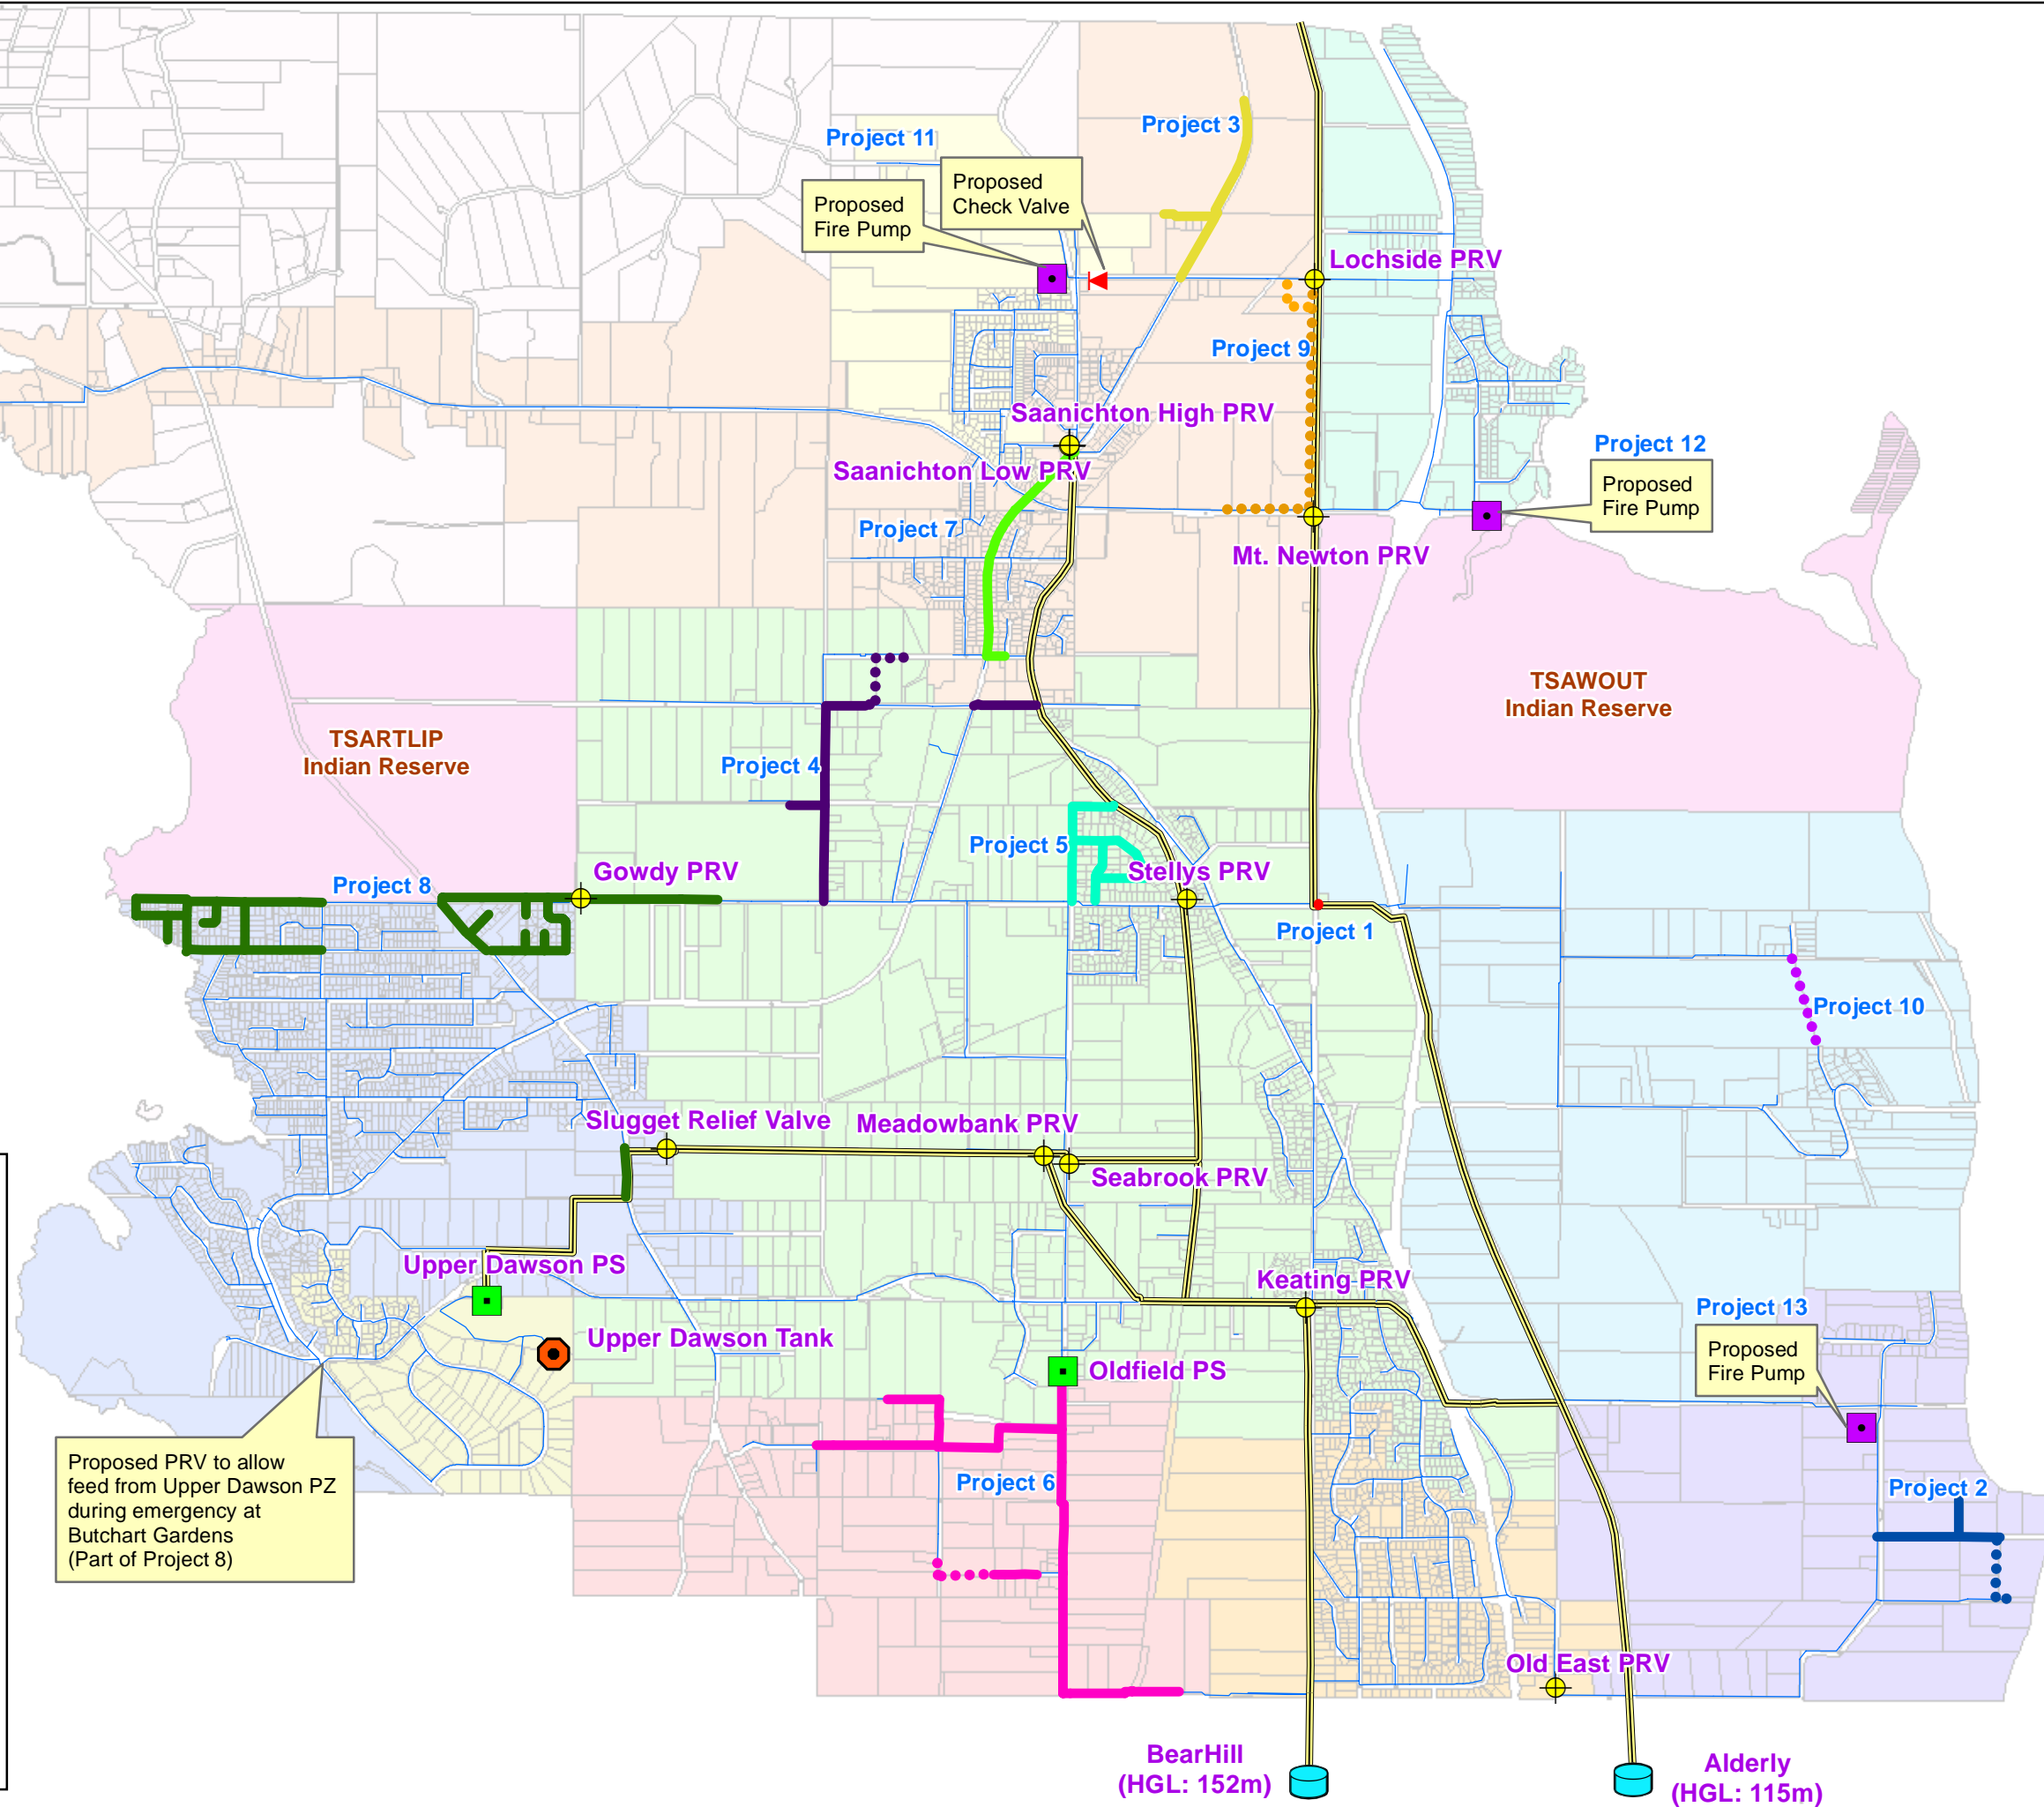 Project 11
Project 3
Proposed
Check Valve
Proposed
Fire Pump
Lochside PRV
Project 9
Saanichton High PRV
Project 12
Saanichton Low PRV
Proposed
Fire Pump
Project 7
Mt. Newton PRV
TSAWOUT
Indian Reserve
TSARTLIP
Indian Reserve
Project 4
Project 5
Gowdy PRV
Stellys PRV
Project 8
Project 1
Project 10
Slugget Relief Valve
Meadowbank PRV
Seabrook PRV
Upper Dawson PS
Keating PRV
Project 13
Upper Dawson Tank
Proposed
Fire Pump
Oldfield PS
Proposed PRV to allow
feed from Upper Dawson PZ
during emergency at
Butchart Gardens
(Part of Project 8)
Project 6
Project 2
Old East PRV
BearHill
(HGL: 152m)
Alderly
(HGL: 115m)